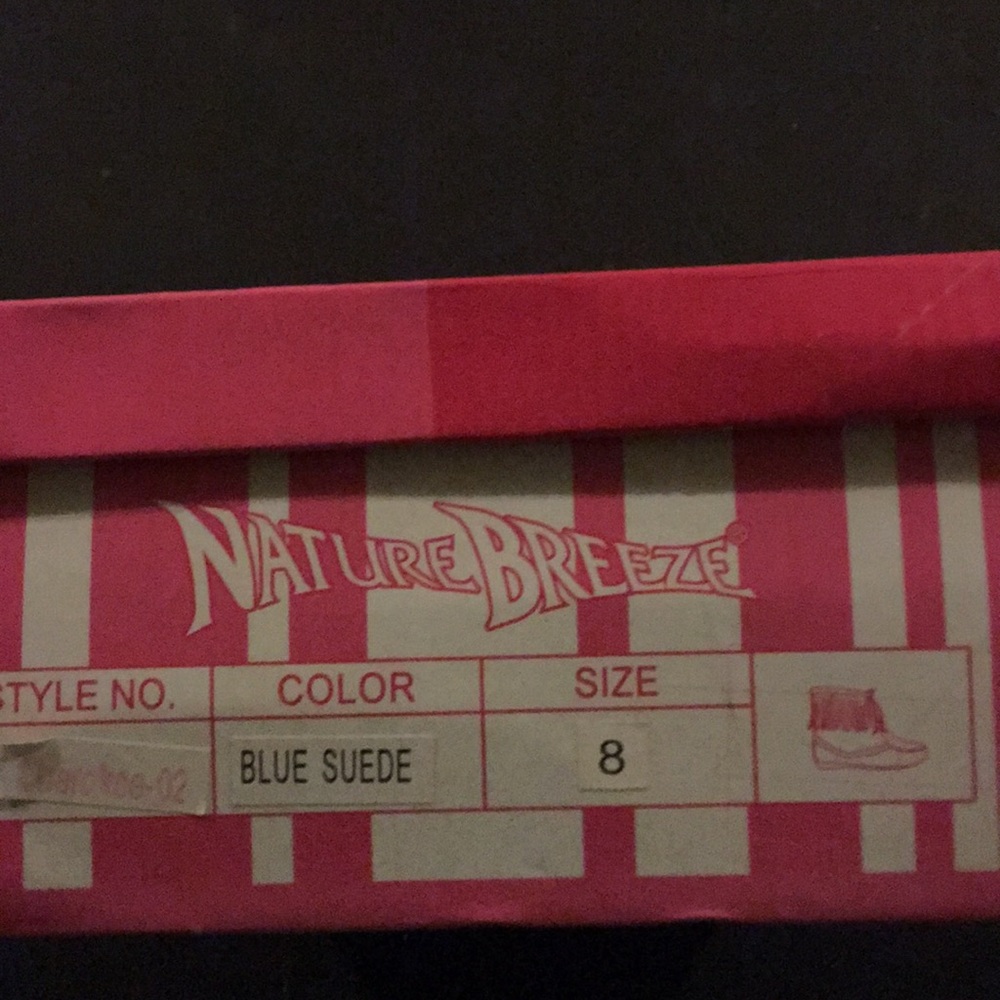 NATURE BREEZE®
STYLE NO. COLOR SIZE
BLUE SUEDE 8